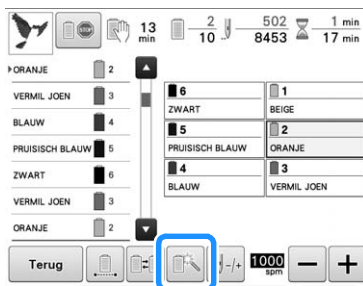 13 min
2 10
502 8453
1 min 17 min
ORANJE 2
VERMIL JOEN 3
BLAUW 4
PRUISISCH BLAUW 5
ZWART 6
VERMIL JOEN 3
ORANJE 2
6 ZWART
1 BEIGE
5 PRUISISCH BLAUW
2 ORANJE
4 BLAUW
3 VERMIL JOEN
Terug
-/+
1000 spm
− +